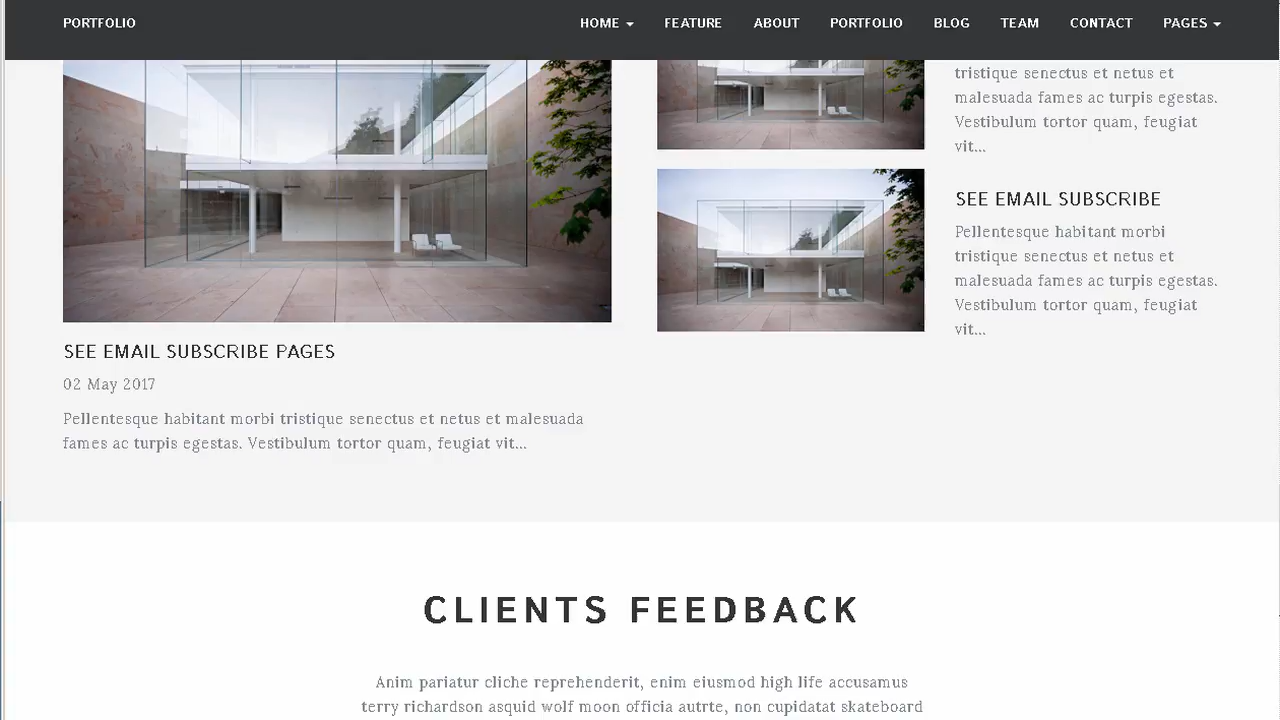 PORTFOLIO
HOME FEATURE ABOUT PORTFOLIO BLOG TEAM CONTACT PAGES
SEE EMAIL SUBSCRIBE PAGES
02 May 2017
Pellentesque habitant morbi tristique senectus et netus et malesuada
fames ac turpis egestas. Vestibulum tortor quam, feugiat vit...
tristique senectus et netus et
malesuada fames ac turpis egestas.
Vestibulum tortor quam, feugiat
vit...
SEE EMAIL SUBSCRIBE
Pellentesque habitant morbi
tristique senectus et netus et
malesuada fames ac turpis egestas.
Vestibulum tortor quam, feugiat
vit...
CLIENTS FEEDBACK
Anim pariatur cliche reprehenderit, enim eiusmod high life accusamus
terry richardson asquid wolf moon officia autrte, non cupidatat skateboard